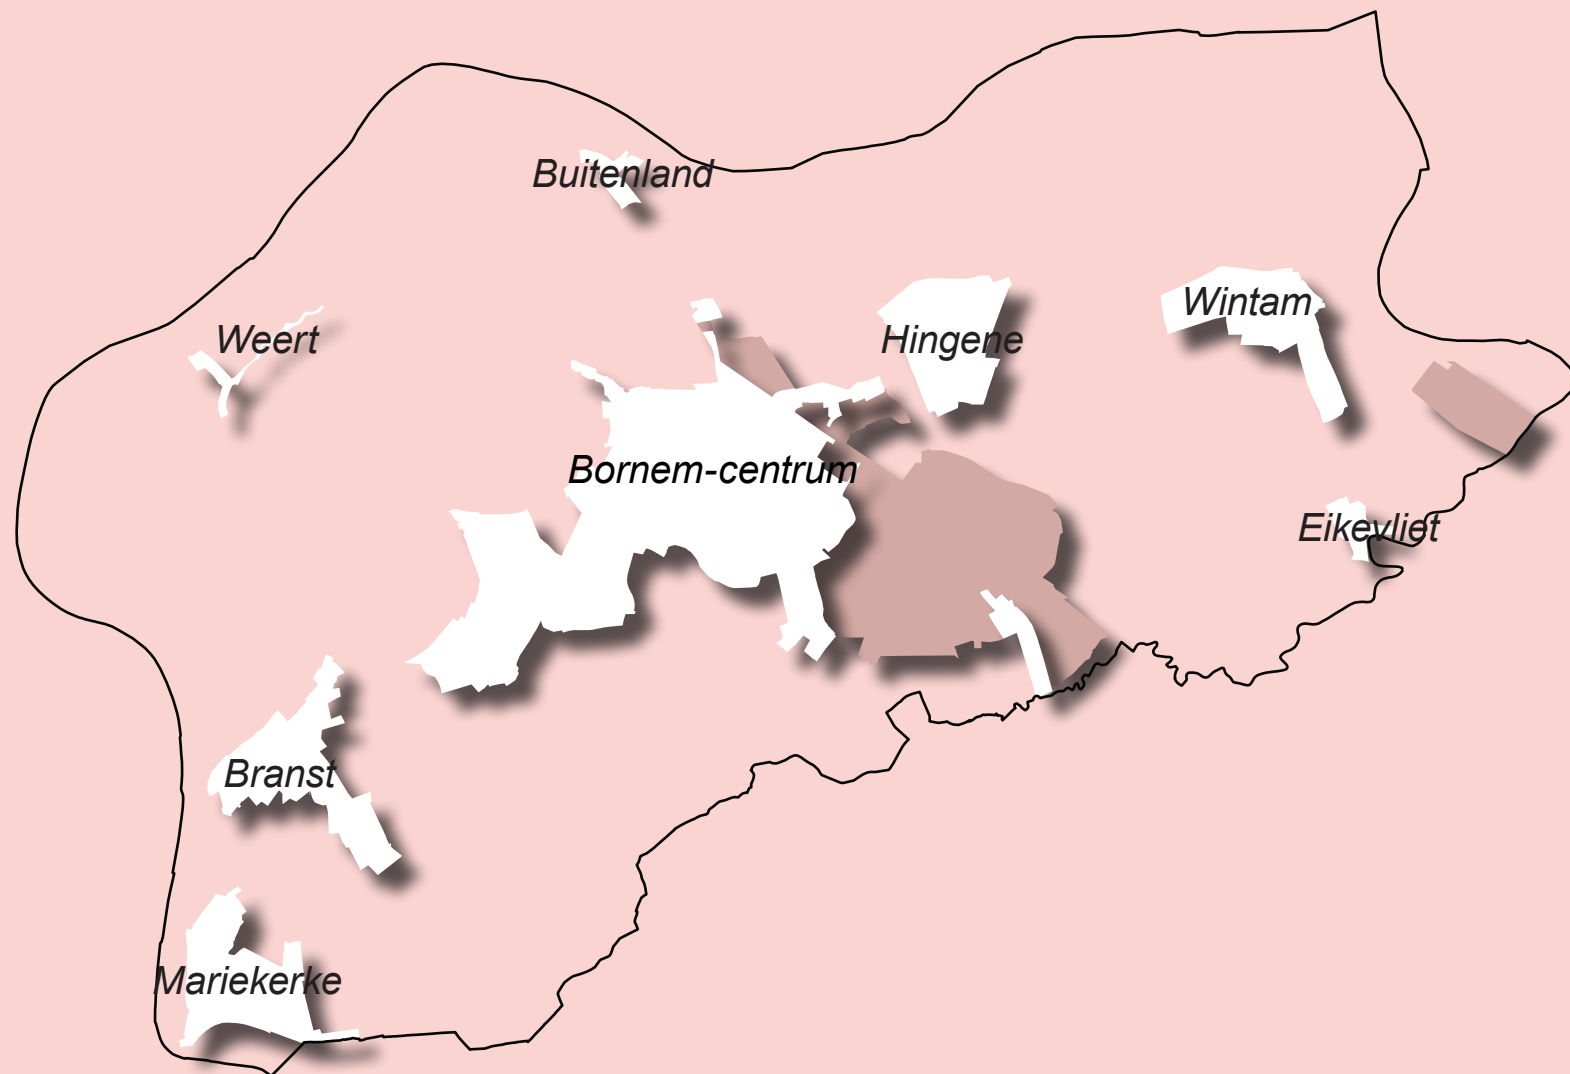 Buitenland
Wintam
Weert
Hingene
Bornem-centrum
Eikevliet
Branst
Mariekerke